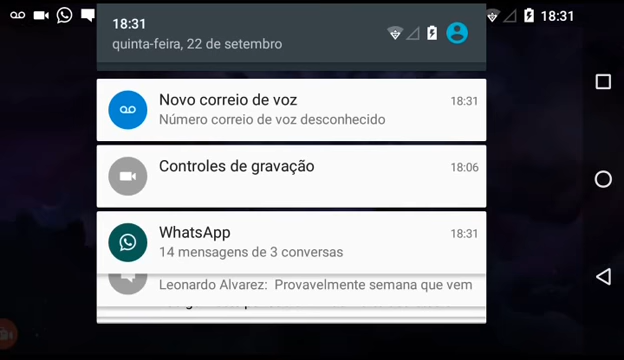 18:31
18:31
quinta-feira, 22 de setembro
Novo correio de voz
18:31
Número correio de voz desconhecido
Controles de gravação
18:06
WhatsApp
18:31
14 mensagens de 3 conversas
Leonardo Alvarez: Provavelmente semana que vem